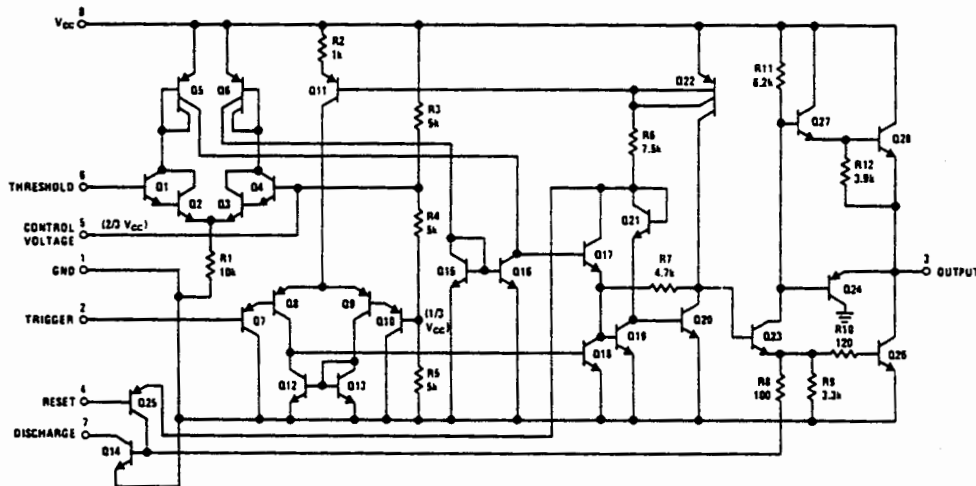 8
VCC
R2
1k
Q5
Q6
Q11
Q22
R11
6.2k
Q27
Q28
R3
5k
R6
7.5k
R12
3.9k
6
THRESHOLD
Q1
Q2
Q3
Q4
5
CONTROL
VOLTAGE
(2/3 VCC)
R4
5k
Q21
1
GND
R1
10k
Q15
Q16
Q17
R7
4.7k
3
OUTPUT
Q24
2
TRIGGER
Q7
Q8
Q9
Q10
(1/3
VCC)
Q18
Q19
Q20
Q23
R10
120
Q26
Q12
Q13
R5
5k
R8
100
R9
3.3k
4
RESET
Q25
7
DISCHARGE
Q14